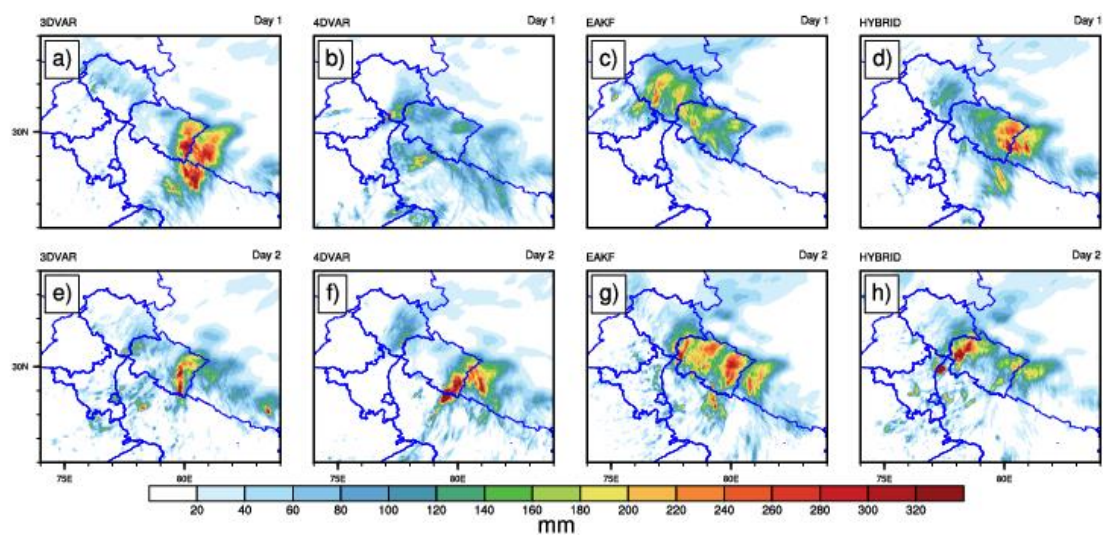 3DVAR Day 1 4DVAR Day 1 EAKF Day 1 HYBRID Day 1
a) b) c) d)
30N
3DVAR Day 2 4DVAR Day 2 EAKF Day 2 HYBRID Day 2
e) f) g) h)
30N
75E 80E 75E 80E 75E 80E 75E 80E
20 40 60 80 100 120 140 160 180 200 220 240 260 280 300 320
mm